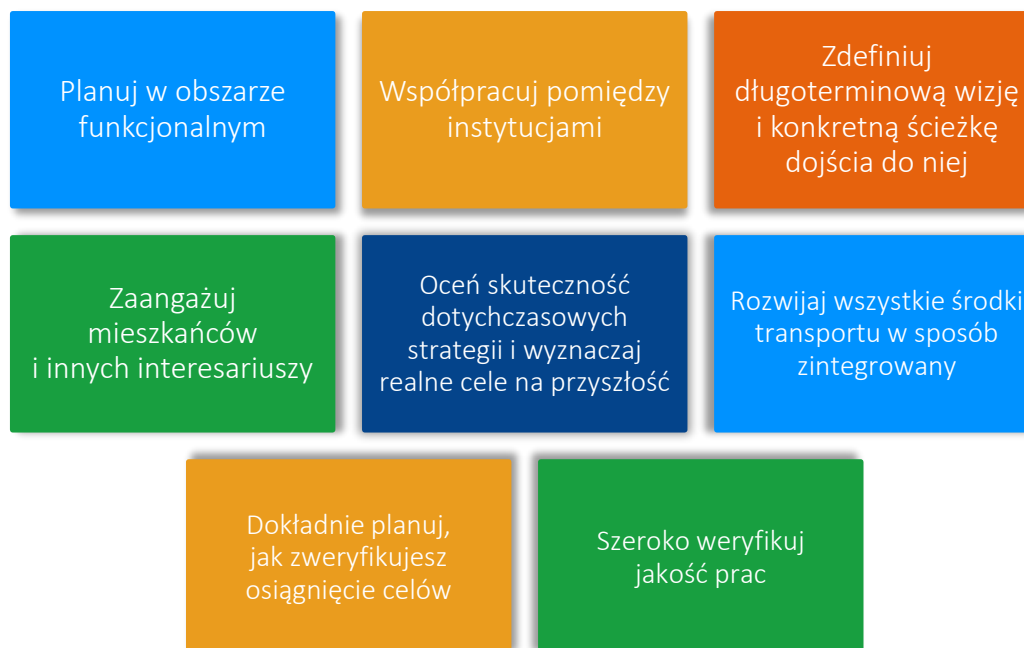 Planuj w obszarze
funkcjonalnym
Współpracuj pomiędzy
instytucjami
Zdefiniuj
długoterminową wizję
i konkretną ścieżkę
dojścia do niej
Zaangażuj
mieszkańców
i innych interesariuszy
Oceń skuteczność
dotychczasowych
strategii i wyznaczaj
realne cele na przyszłość
Rozwijaj wszystkie środki
transportu w sposób
zintegrowany
Dokładnie planuj,
jak zweryfikujesz
osiągnięcie celów
Szeroko weryfikuj
jakość prac